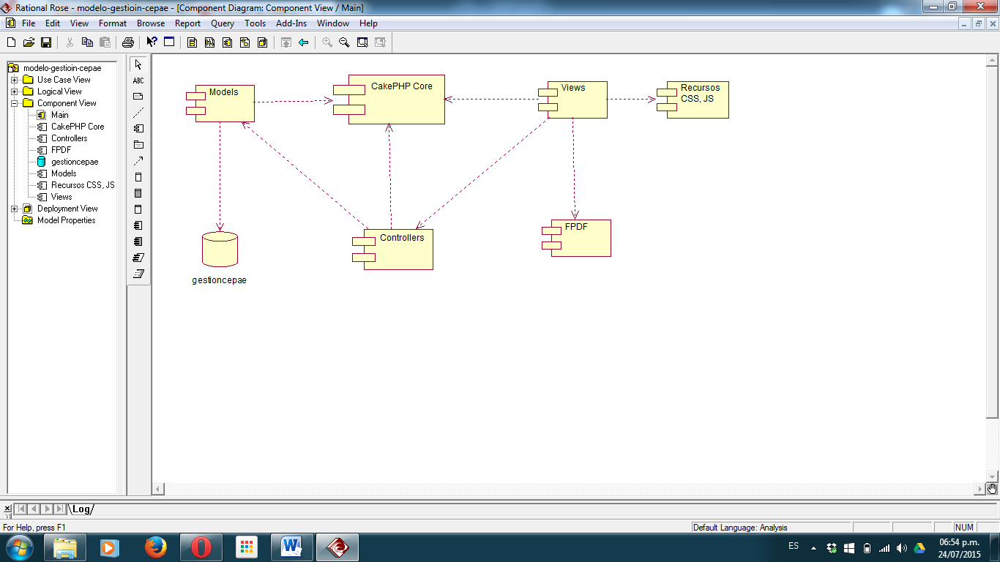 Rational Rose - modelo-gestioin-cepae - [Component Diagram: Component View / Main]
File Edit View Format Browse Report Query Tools Add-Ins Window Help
modelo-gestioin-cepae
Use Case View
Logical View
Component View
Main
CakePHP Core
Controllers
FPDF
gestioncepae
Models
Recursos CSS, JS
Views
Deployment View
Model Properties
ABC
Models
CakePHP Core
Views
Recursos
CSS, JS
Controllers
FPDF
gestioncepae
Log
For Help, press F1
Default Language: Analysis
NUM
ES
06:54 p.m.
24/07/2015